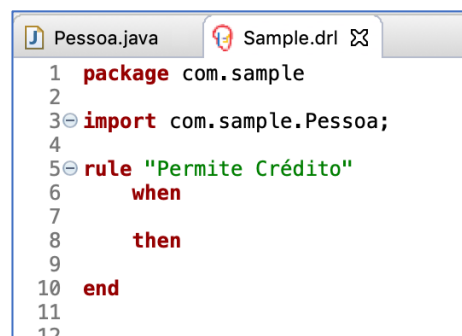 Pessoa.java Sample.drl
1 package com.sample
2
3 import com.sample.Pessoa;
4
5 rule "Permite Crédito"
6 when
7
8 then
9
10 end
11
12